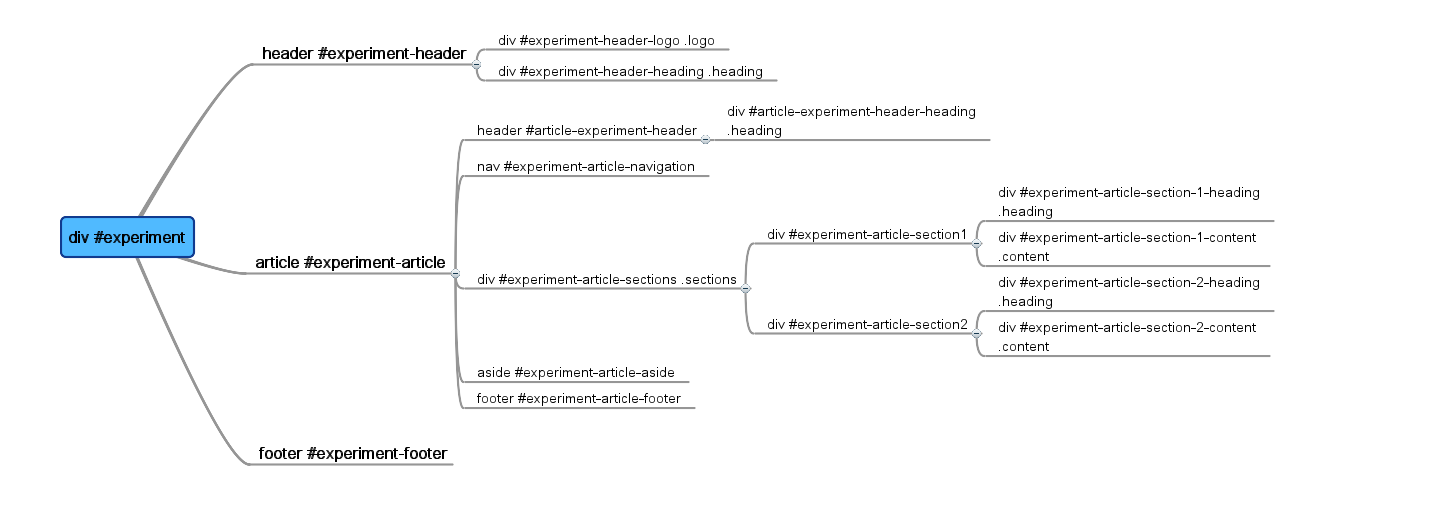 div #experiment
header #experiment-header
div #experiment-header-logo .logo
div #experiment-header-heading .heading
article #experiment-article
header #article-experiment-header
div #article-experiment-header-heading
.heading
nav #experiment-article-navigation
div #experiment-article-sections .sections
div #experiment-article-section1
div #experiment-article-section-1-heading
.heading
div #experiment-article-section-1-content
.content
div #experiment-article-section2
div #experiment-article-section-2-heading
.heading
div #experiment-article-section-2-content
.content
aside #experiment-article-aside
footer #experiment-article-footer
footer #experiment-footer